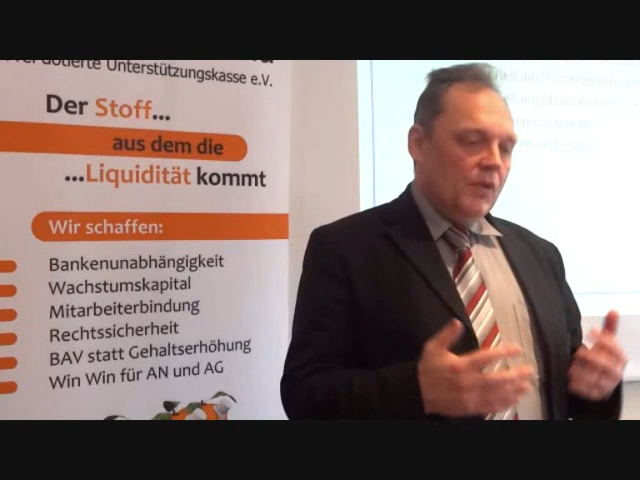 dotierte Unterstützungskasse e.V.
Der Stoff...
aus dem die
...Liquidität kommt
Wir schaffen:
Bankenunabhängigkeit
Wachstumskapital
Mitarbeiterbindung
Rechtssicherheit
BAV statt Gehaltserhöhung
Win Win für AN und AG